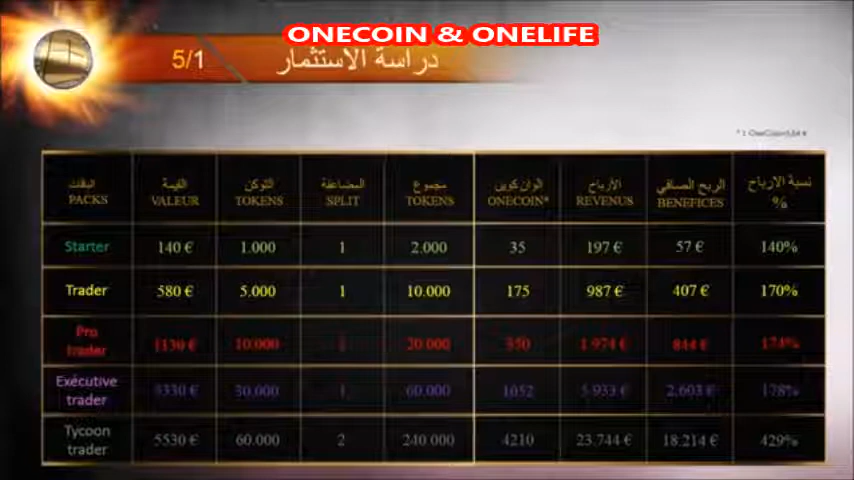 ONECOIN & ONELIFE
5/1
دراسة الاستثمار
الباقات القيمة التوكن المضاعفة مجموع الوان كوين الأرباح الربح الصافي نسبة الارباح
PACKS VALEUR TOKENS SPLIT TOKENS ONECOIN* REVENUS BENEFICES %
Starter 140 € 1.000 1 2.000 35 197 € 57 € 140%
Trader 580 € 5.000 1 10.000 175 987 € 407 € 170%
Pro trader 1130 € 10.000 1 20.000 350 1.974 € 844 € 174%
Exécutive trader 3330 € 30.000 1 60.000 1052 5.933 € 2.603 € 178%
Tycoon trader 5530 € 60.000 2 240.000 4210 23.744 € 18.214 € 429%